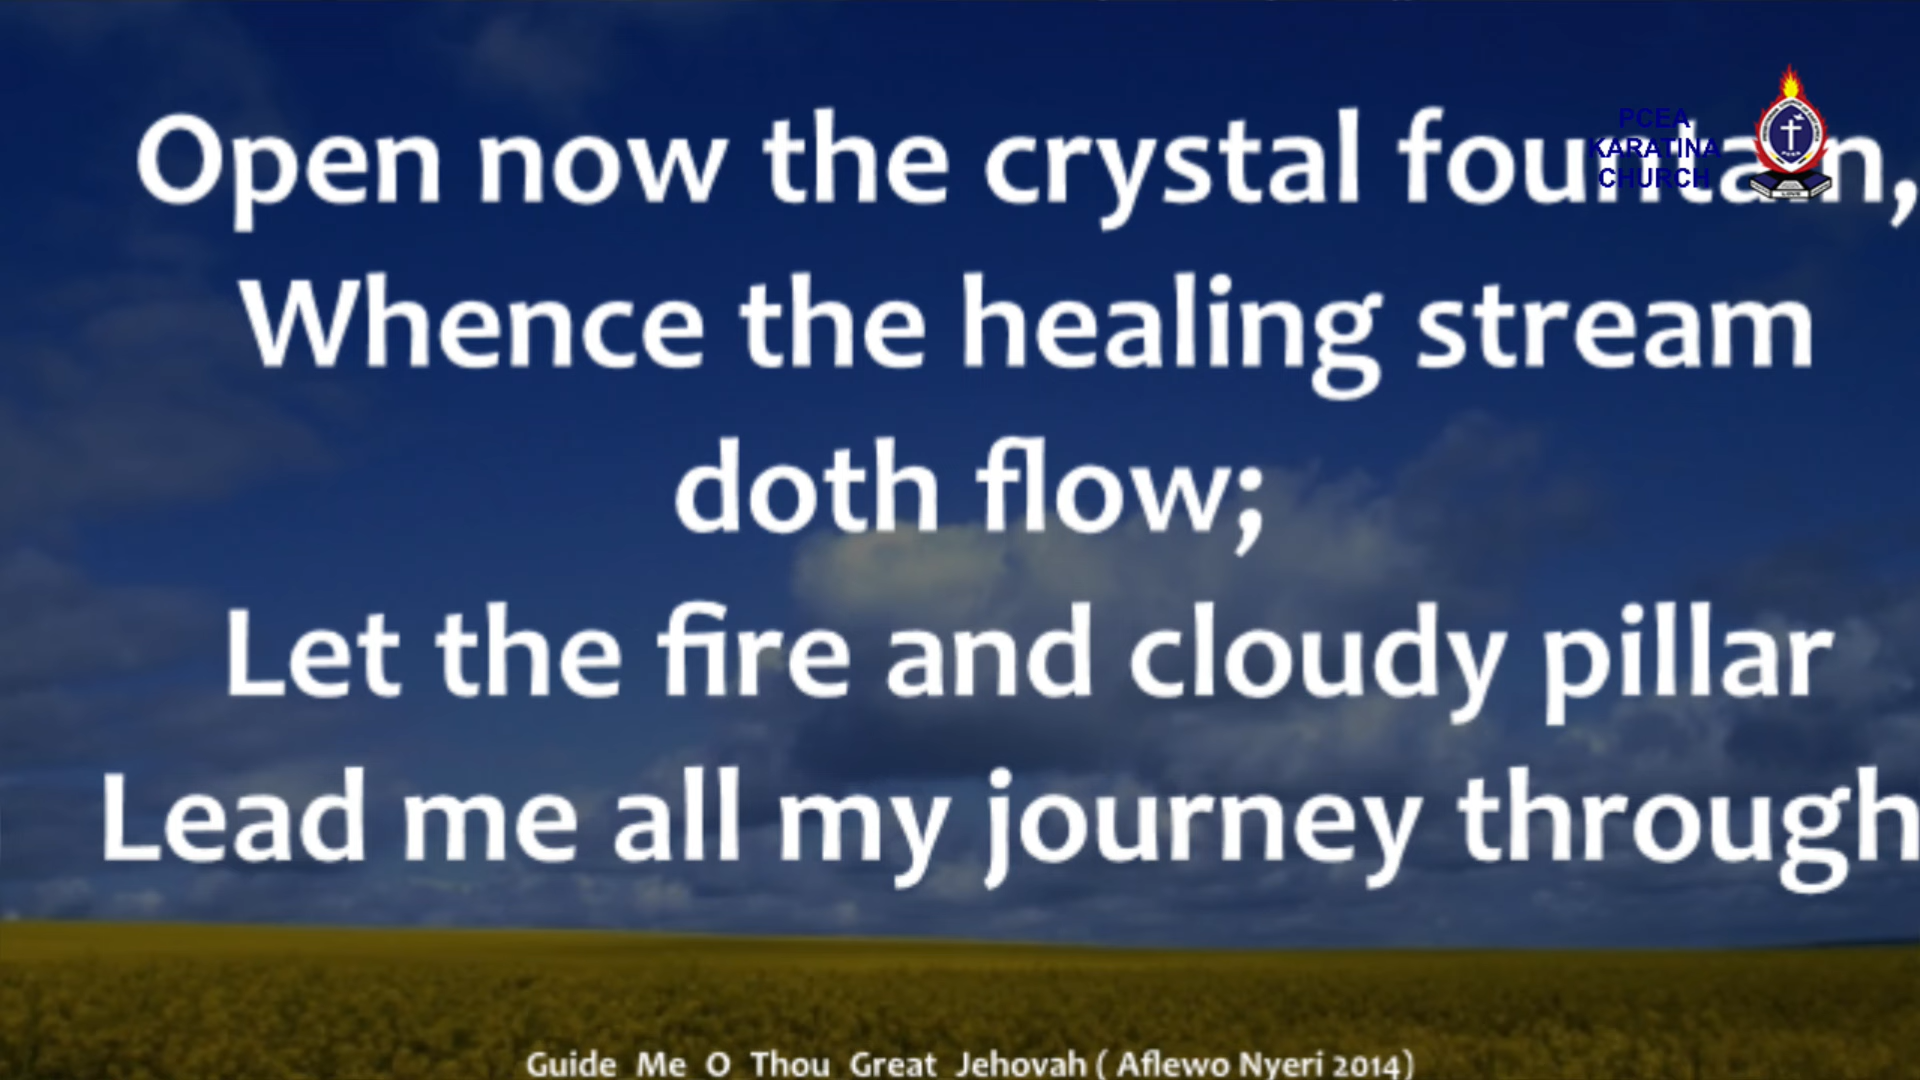 Open now the crystal fountain,
Whence the healing stream
doth flow;
Let the fire and cloudy pillar
Lead me all my journey through
Guide Me O Thou Great Jehovah ( Aflewo Nyeri 2014)
PCEA
KARATINA
CHURCH